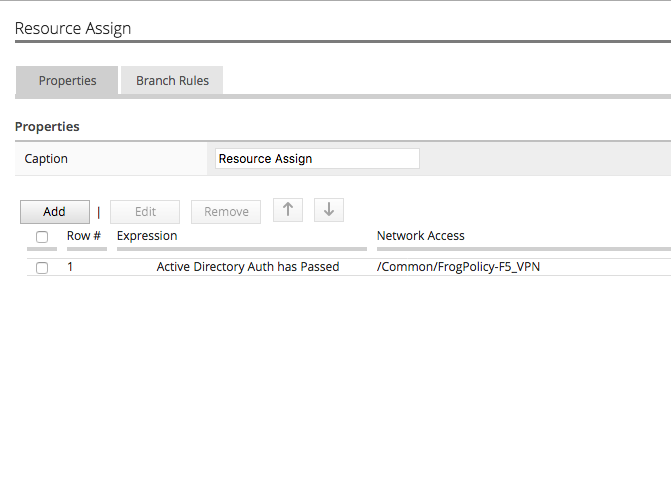 Resource Assign
Properties Branch Rules
Properties
Caption Resource Assign
Add | Edit Remove
Row # Expression Network Access
1 Active Directory Auth has Passed /Common/FrogPolicy-F5_VPN